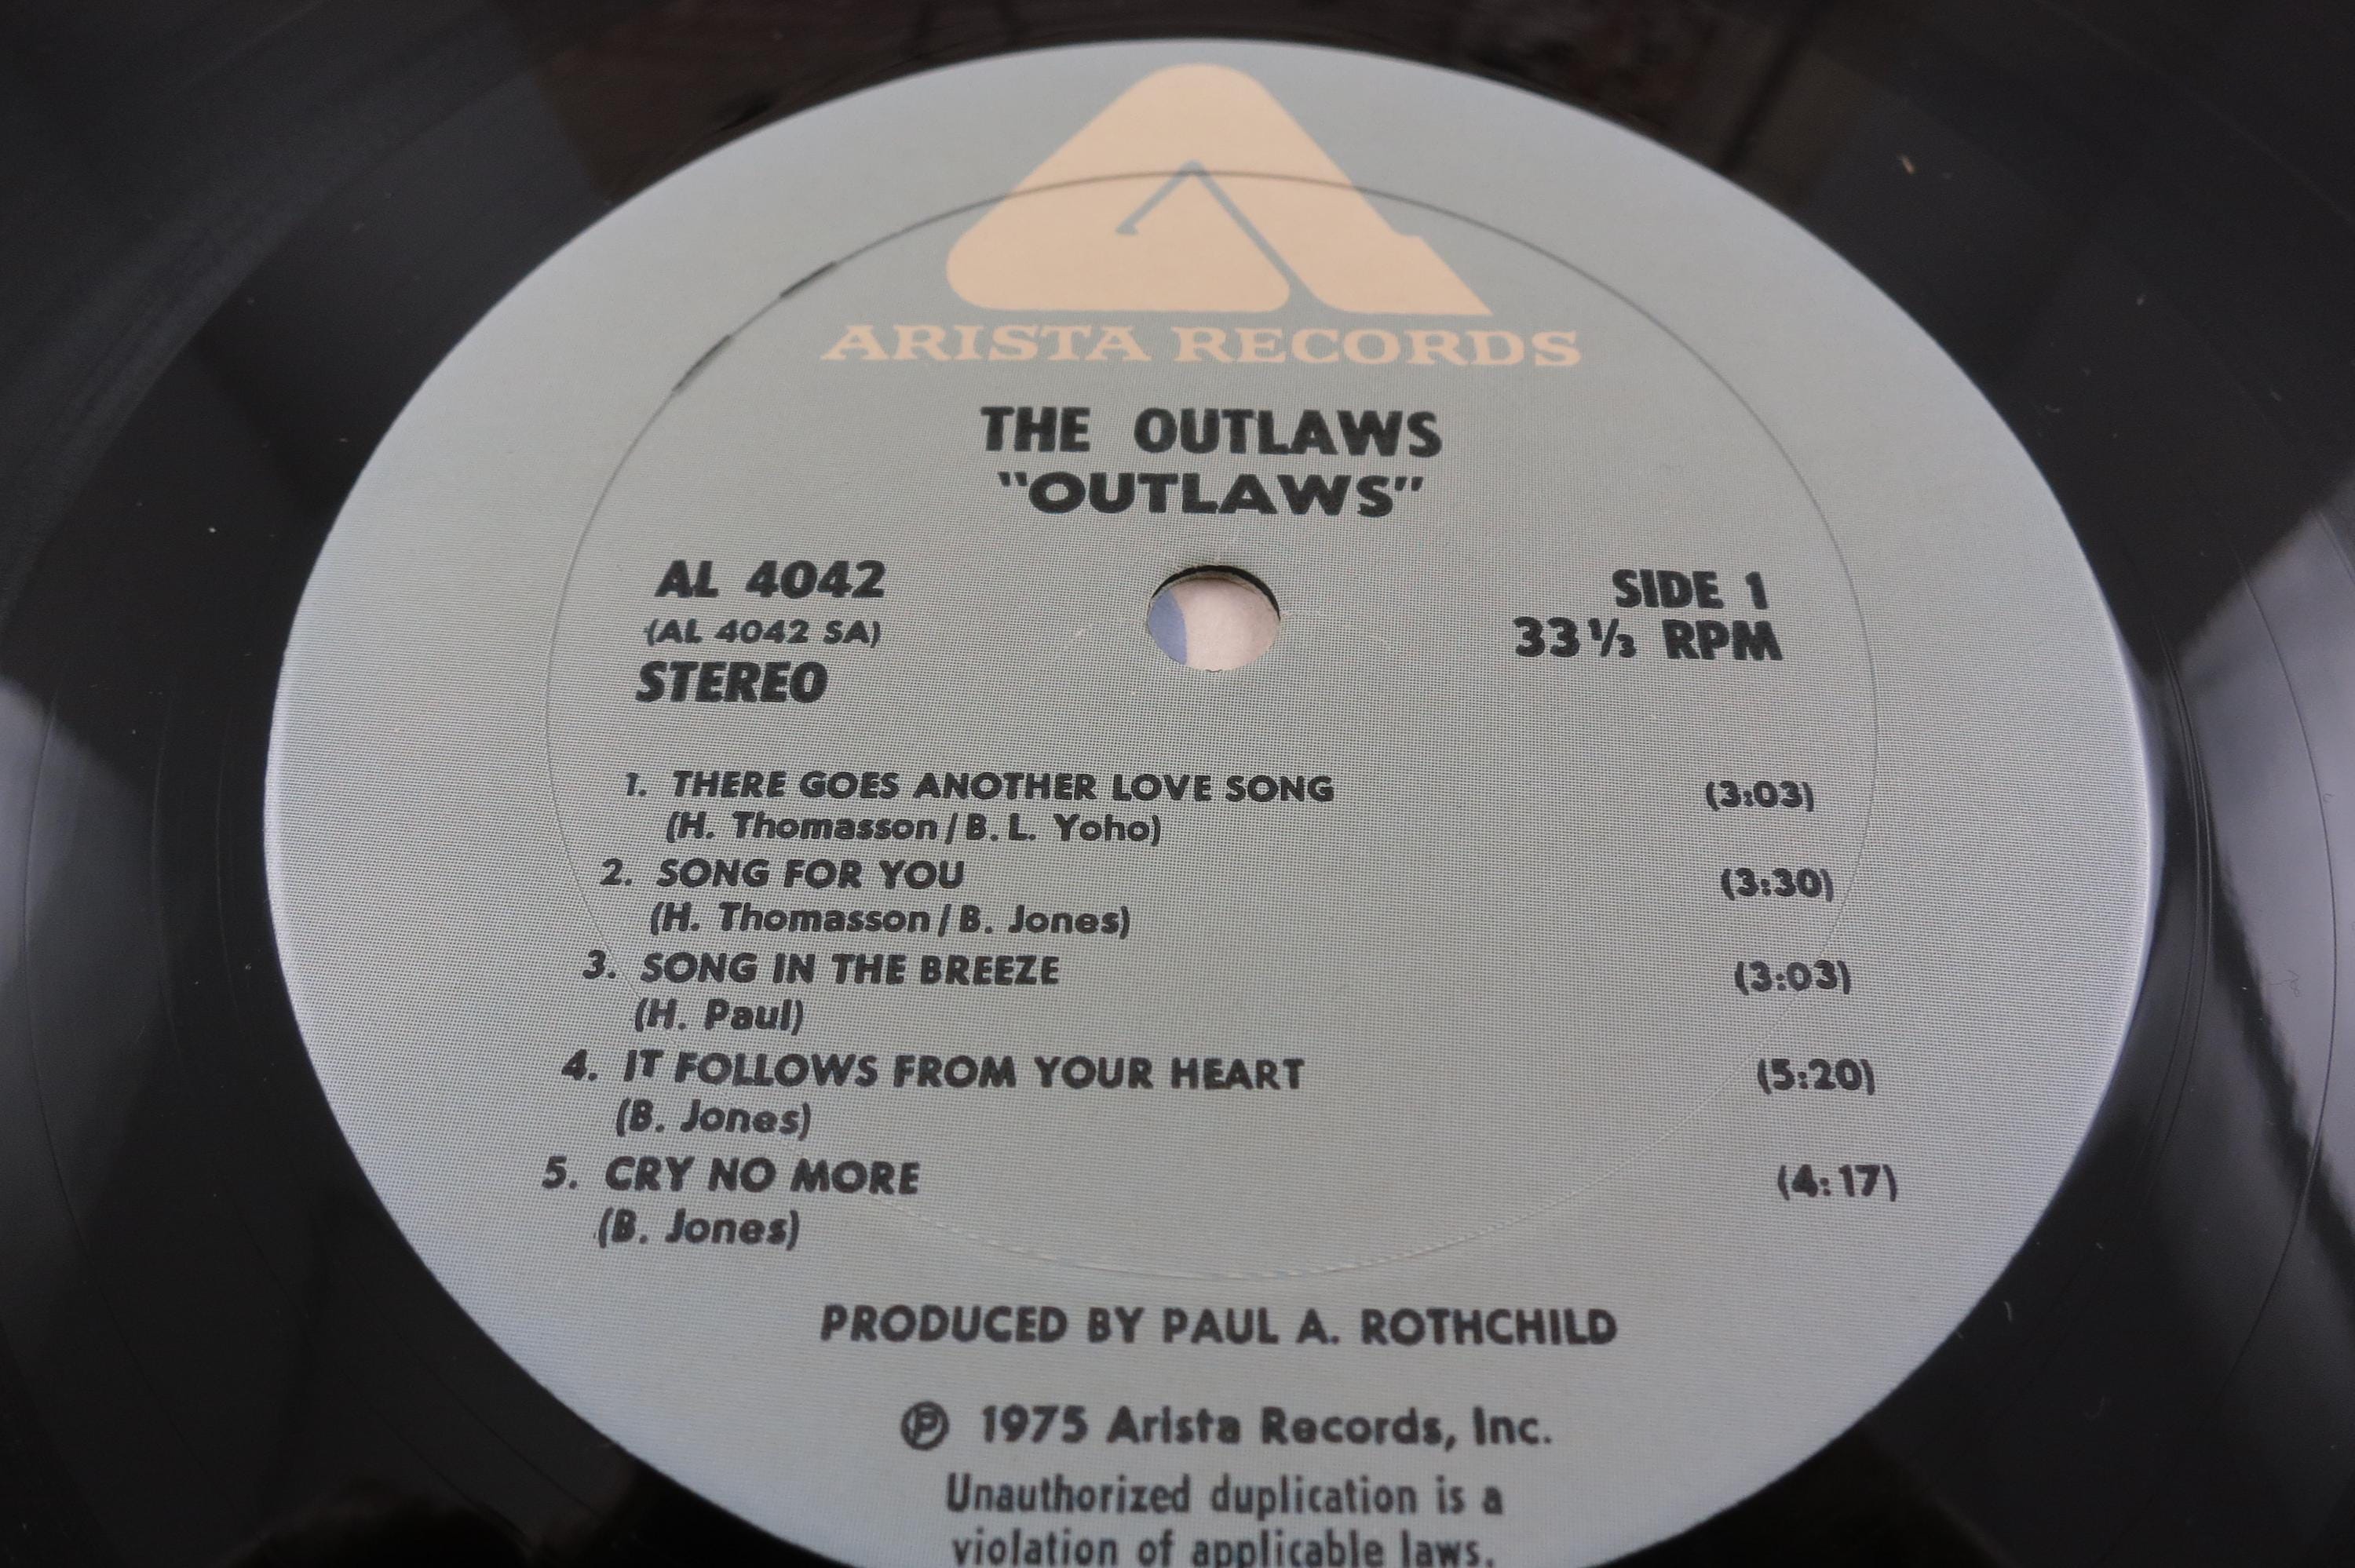 ARISTA RECORDS
THE OUTLAWS
"OUTLAWS"
AL 4042
(AL 4042 SA)
STEREO
SIDE 1
33 1/3 RPM
1. THERE GOES ANOTHER LOVE SONG (3:03)
(H. Thomasson/B. L. Yoho)
2. SONG FOR YOU (3:30)
(H. Thomasson/B. Jones)
3. SONG IN THE BREEZE (3:03)
(H. Paul)
4. IT FOLLOWS FROM YOUR HEART (5:20)
(B. Jones)
5. CRY NO MORE (4:17)
(B. Jones)
PRODUCED BY PAUL A. ROTHCHILD
℗ 1975 Arista Records, Inc.
Unauthorized duplication is a
violation of applicable laws.